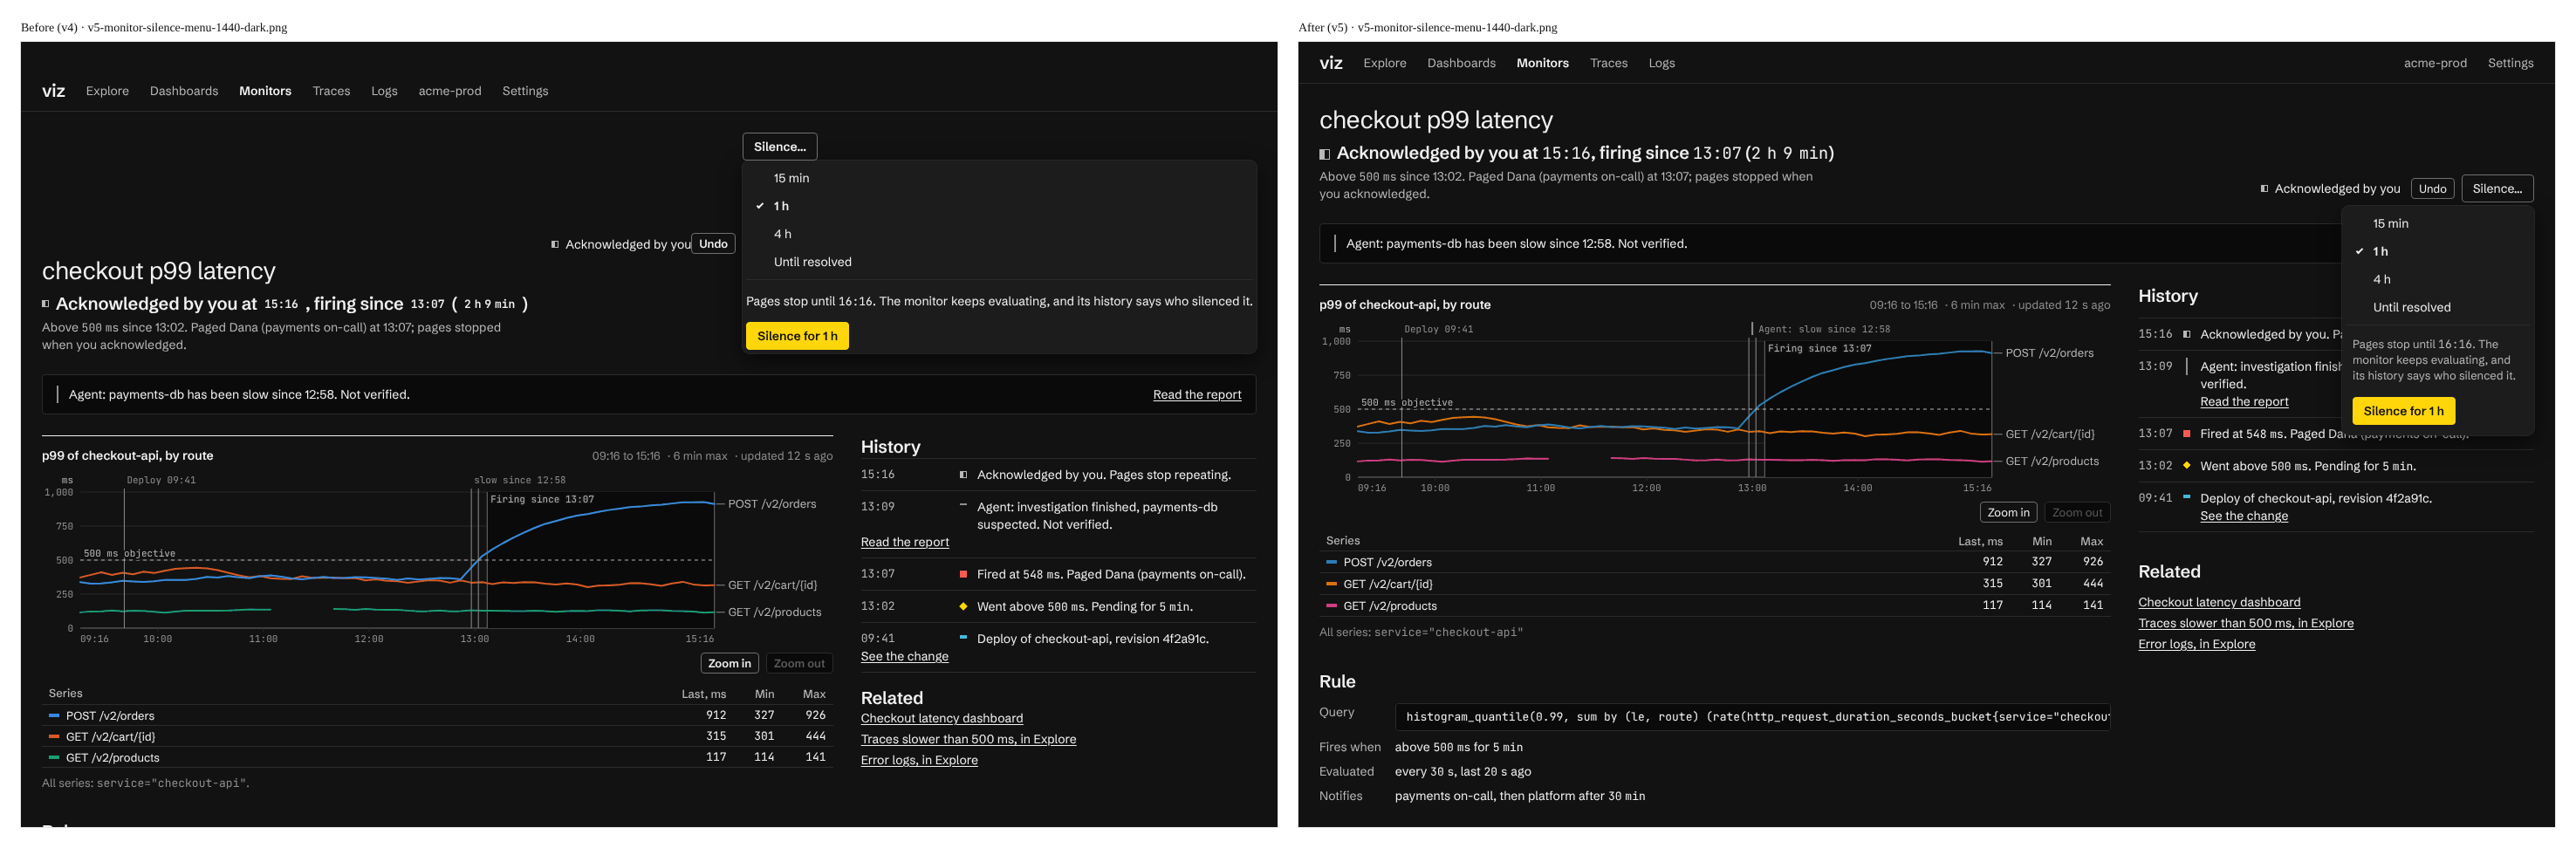 Before (v4) · v5-monitor-silence-menu-1440-dark.png
viz Explore Dashboards Monitors Traces Logs acme-prod Settings
Silence...
15 min
✓ 1 h
4 h
Until resolved
Pages stop until 16:16. The monitor keeps evaluating, and its history says who silenced it.
Silence for 1 h
Acknowledged by you Undo
checkout p99 latency
Acknowledged by you at 15:16 , firing since 13:07 ( 2 h 9 min )
Above 500 ms since 13:02. Paged Dana (payments on-call) at 13:07; pages stopped
when you acknowledged.
Agent: payments-db has been slow since 12:58. Not verified. Read the report
p99 of checkout-api, by route 09:16 to 15:16 · 6 min max · updated 12 s ago
ms Deploy 09:41 slow since 12:58
1,000 Firing since 13:07
POST /v2/orders
750
500 ms objective
500
GET /v2/cart/{id}
250
GET /v2/products
0
09:16 10:00 11:00 12:00 13:00 14:00 15:16
Zoom in Zoom out
Series Last, ms Min Max
POST /v2/orders 912 327 926
GET /v2/cart/{id} 315 301 444
GET /v2/products 117 114 141
All series: service="checkout-api".
History
15:16 Acknowledged by you. Pages stop repeating.
13:09 Agent: investigation finished, payments-db
suspected. Not verified.
Read the report
13:07 Fired at 548 ms. Paged Dana (payments on-call).
13:02 Went above 500 ms. Pending for 5 min.
09:41 Deploy of checkout-api, revision 4f2a91c.
See the change
Related
Checkout latency dashboard
Traces slower than 500 ms, in Explore
Error logs, in Explore
After (v5) · v5-monitor-silence-menu-1440-dark.png
viz Explore Dashboards Monitors Traces Logs acme-prod Settings
checkout p99 latency
Acknowledged by you at 15:16, firing since 13:07 (2 h 9 min)
Above 500 ms since 13:02. Paged Dana (payments on-call) at 13:07; pages stopped when
you acknowledged.
Acknowledged by you Undo Silence...
15 min
✓ 1 h
4 h
Until resolved
Pages stop until 16:16. The
monitor keeps evaluating, and
its history says who silenced it.
Silence for 1 h
Agent: payments-db has been slow since 12:58. Not verified.
p99 of checkout-api, by route 09:16 to 15:16 · 6 min max · updated 12 s ago
ms Deploy 09:41 Agent: slow since 12:58
1,000 Firing since 13:07
POST /v2/orders
750
500 ms objective
500
GET /v2/cart/{id}
250
GET /v2/products
0
09:16 10:00 11:00 12:00 13:00 14:00 15:16
Zoom in Zoom out
Series Last, ms Min Max
POST /v2/orders 912 327 926
GET /v2/cart/{id} 315 301 444
GET /v2/products 117 114 141
All series: service="checkout-api"
Rule
Query histogram_quantile(0.99, sum by (le, route) (rate(http_request_duration_seconds_bucket{service="checkout
Fires when above 500 ms for 5 min
Evaluated every 30 s, last 20 s ago
Notifies payments on-call, then platform after 30 min
History
15:16 Acknowledged by you.
13:09 Agent: investigation
verified.
Read the report
13:07 Fired at 548 ms. Paged Dana (payments on-call).
13:02 Went above 500 ms. Pending for 5 min.
09:41 Deploy of checkout-api, revision 4f2a91c.
See the change
Related
Checkout latency dashboard
Traces slower than 500 ms, in Explore
Error logs, in Explore